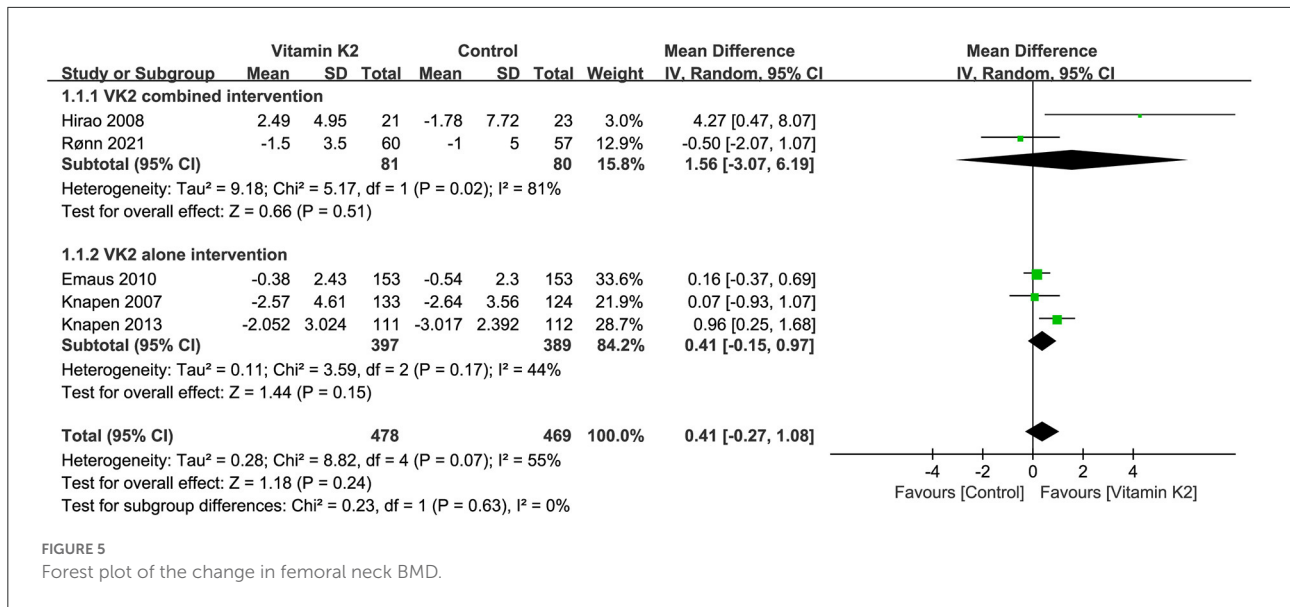 Vitamin K2 Control Mean Difference Mean Difference
Study or Subgroup Mean SD Total Mean SD Total Weight IV, Random, 95% CI IV, Random, 95% CI
1.1.1 VK2 combined intervention
Hirao 2008 2.49 4.95 21 -1.78 7.72 23 3.0% 4.27 [0.47, 8.07]
Rønn 2021 -1.5 3.5 60 -1 5 57 12.9% -0.50 [-2.07, 1.07]
Subtotal (95% CI) 81 80 15.8% 1.56 [-3.07, 6.19]
Heterogeneity: Tau² = 9.18; Chi² = 5.17, df = 1 (P = 0.02); I² = 81%
Test for overall effect: Z = 0.66 (P = 0.51)
1.1.2 VK2 alone intervention
Emaus 2010 -0.38 2.43 153 -0.54 2.3 153 33.6% 0.16 [-0.37, 0.69]
Knapen 2007 -2.57 4.61 133 -2.64 3.56 124 21.9% 0.07 [-0.93, 1.07]
Knapen 2013 -2.052 3.024 111 -3.017 2.392 112 28.7% 0.96 [0.25, 1.68]
Subtotal (95% CI) 397 389 84.2% 0.41 [-0.15, 0.97]
Heterogeneity: Tau² = 0.11; Chi² = 3.59, df = 2 (P = 0.17); I² = 44%
Test for overall effect: Z = 1.44 (P = 0.15)
Total (95% CI) 478 469 100.0% 0.41 [-0.27, 1.08]
Heterogeneity: Tau² = 0.28; Chi² = 8.82, df = 4 (P = 0.07); I² = 55%
Test for overall effect: Z = 1.18 (P = 0.24)
Test for subgroup differences: Chi² = 0.23, df = 1 (P = 0.63), I² = 0%
-4 -2 0 2 4
Favours [Control] Favours [Vitamin K2]
FIGURE 5
Forest plot of the change in femoral neck BMD.